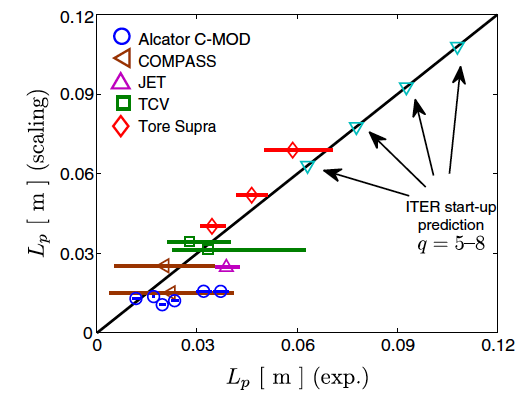 0.12
0.09
0.06
0.03
0
0
0.03
0.06
0.09
0.12
L_p [ m ] (scaling)
L_p [ m ] (exp.)
Alcator C-MOD
COMPASS
JET
TCV
Tore Supra
ITER start-up
prediction
q = 5–8